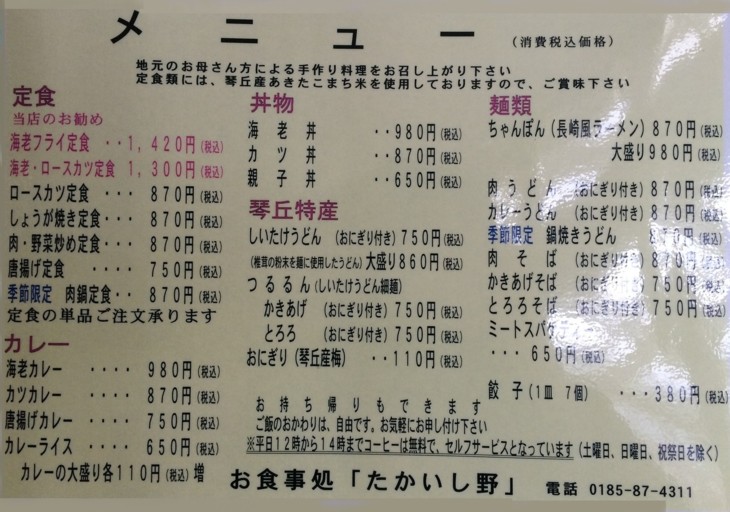 メニュー (消費税込価格)
地元のお母さん方による手作り料理をお召し上がり下さい
定食類には、琴丘産あきたこまち米を使用しておりますので、ご賞味下さい
定食
当店のお勧め
海老フライ定食 ・・1,420円(税込)
海老・ロースカツ定食 1,300円(税込)
ロースカツ定食 ・・・ 870円(税込)
しょうが焼き定食・・・ 870円(税込)
肉・野菜炒め定食・・・ 870円(税込)
唐揚げ定食 ・・・・ 750円(税込)
季節限定 肉鍋定食・・ 870円(税込)
定食の単品ご注文承ります
カレー
海老カレー ・・・・ 980円(税込)
カツカレー ・・・・ 870円(税込)
唐揚げカレー ・・・・ 750円(税込)
カレーライス ・・・・ 650円(税込)
カレーの大盛り各110円(税込)増
丼物
海老丼 ・・980円(税込)
カツ丼 ・・870円(税込)
親子丼 ・・650円(税込)
琴丘特産
しいたけうどん (おにぎり付き)750円(税込)
(椎茸の粉末を麺に使用したうどん)大盛り860円(税込)
つるるん(しいたけうどん細麺)
かきあげ (おにぎり付き)750円(税込)
とろろ (おにぎり付き)750円(税込)
おにぎり(琴丘産梅) ・・110円(税込)
お持ち帰りもできます
ご飯のおかわりは、自由です。お気軽にお申し付け下さい
※平日12時から14時までコーヒーは無料で、セルフサービスとなっています(土曜日、日曜日、祝祭日を除く)
麺類
ちゃんぽん(長崎風ラーメン)870円(税込)
大盛り980円(税込)
肉うどん (おにぎり付き)870円(税込)
カレーうどん (おにぎり付き)870円(税込)
季節限定 鍋焼きうどん 870円(税込)
肉そば (おにぎり付き)870円(税込)
かきあげそば (おにぎり付き)750円(税込)
とろろそば (おにぎり付き)750円(税込)
ミートスパゲ
・・・650円(税込)
餃子(1皿 7個) ・・・380円(税込)
お食事処「たかいし野」 電話 0185-87-4311